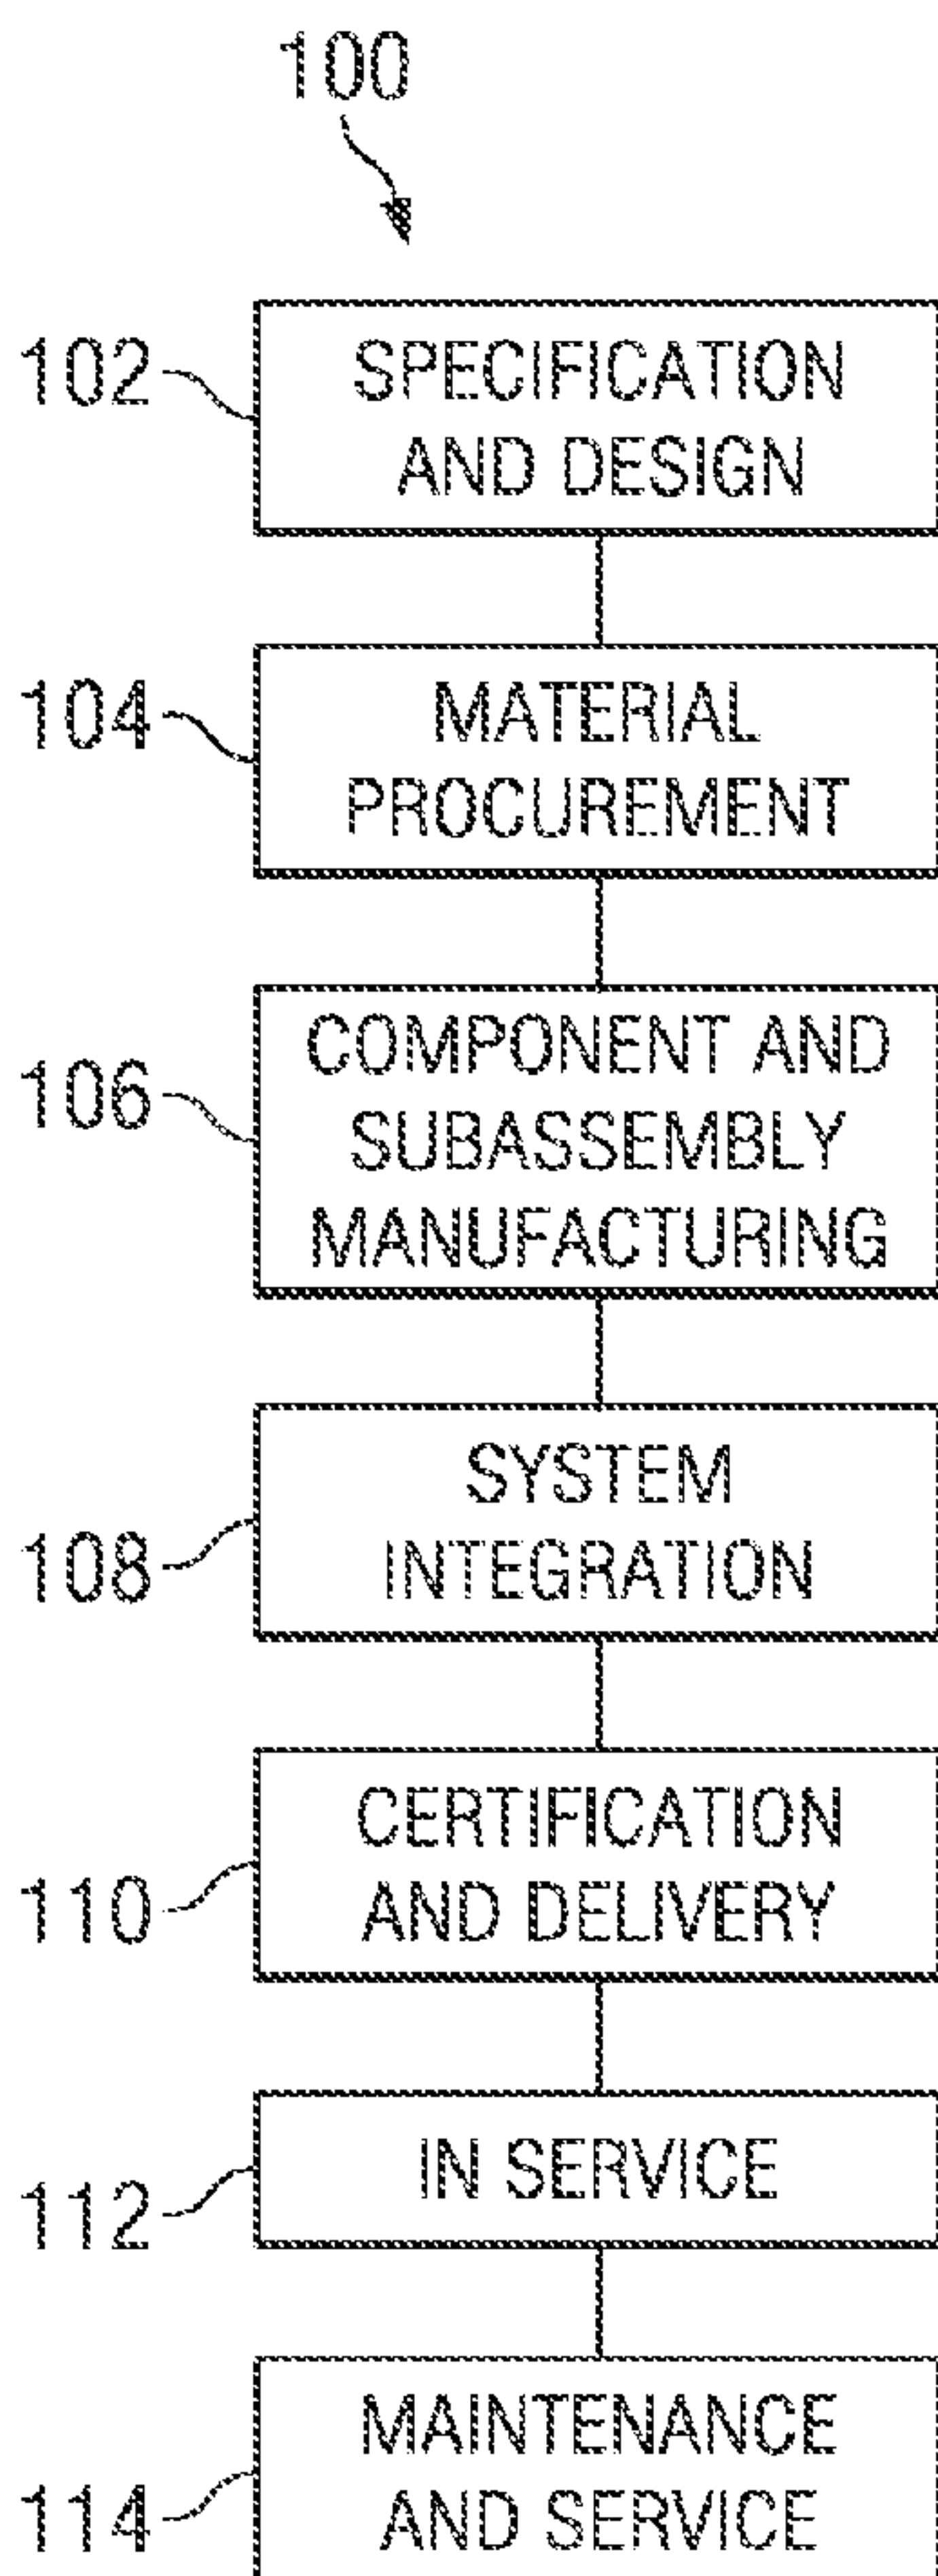 100
102
SPECIFICATION
AND DESIGN
104
MATERIAL
PROCUREMENT
106
COMPONENT AND
SUBASSEMBLY
MANUFACTURING
108
SYSTEM
INTEGRATION
110
CERTIFICATION
AND DELIVERY
112
IN SERVICE
114
MAINTENANCE
AND SERVICE